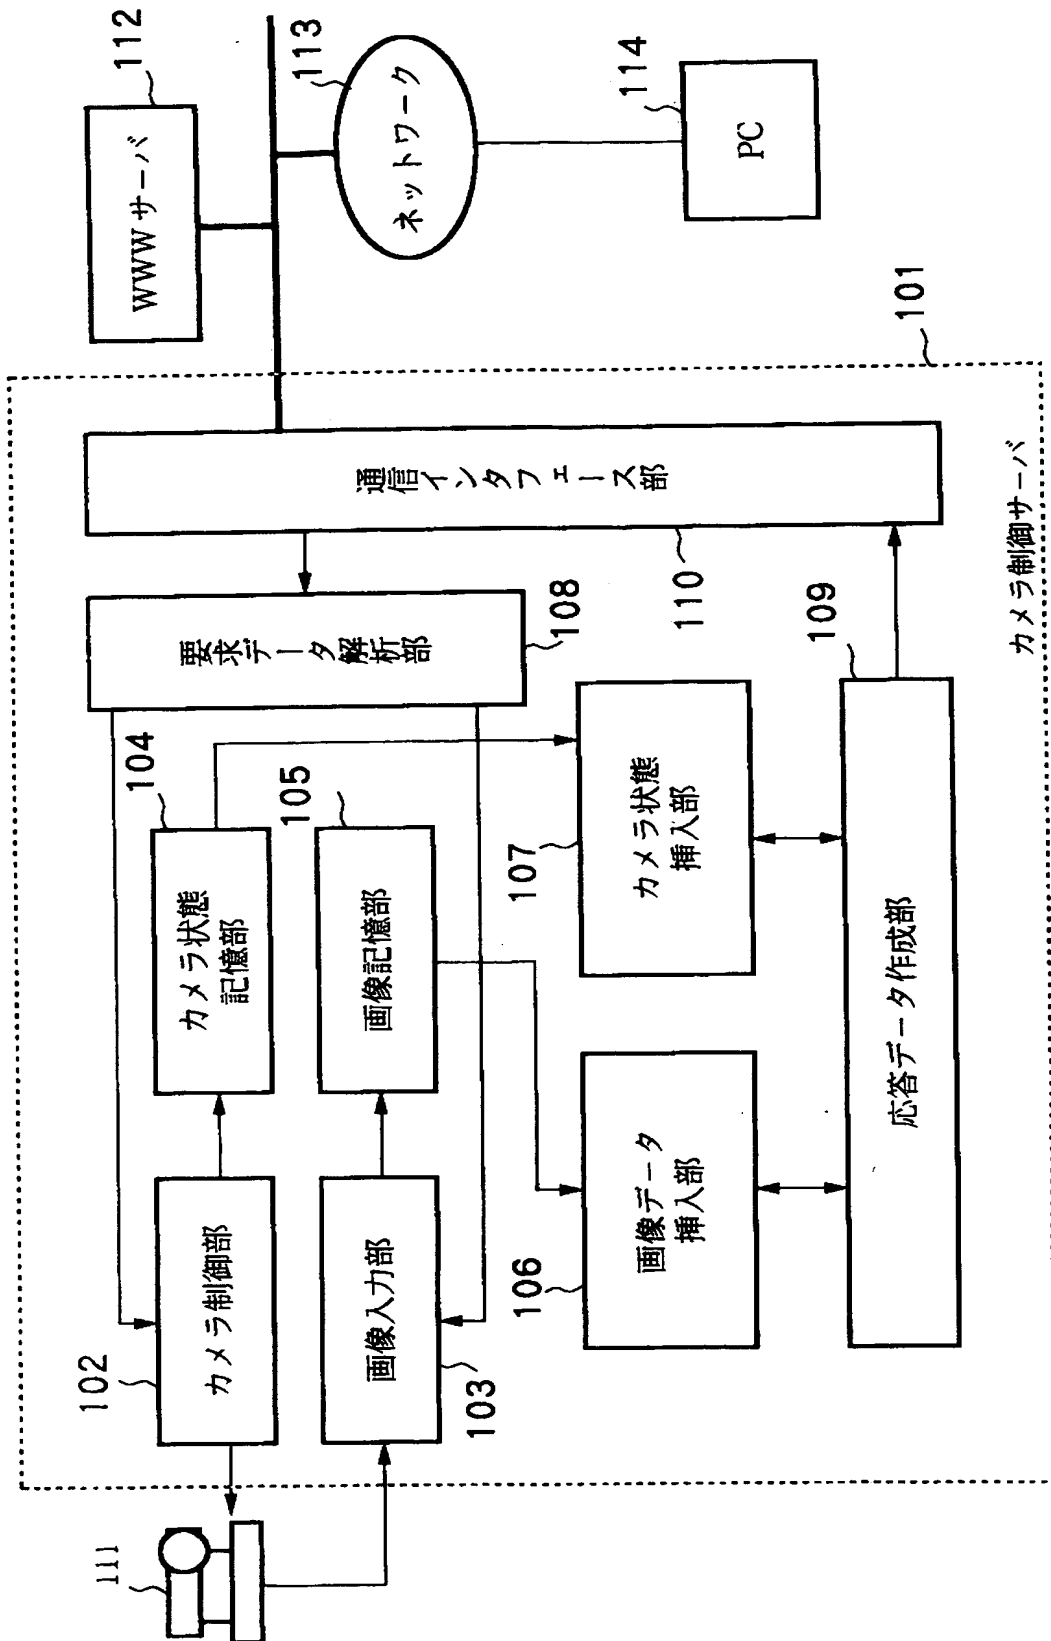 111
102
カメラ制御部
104
カメラ状態
記憶部
要求データ解析部
108
103
画像入力部
105
画像記憶部
106
画像データ
挿入部
107
カメラ状態
挿入部
109
応答データ作成部
110
通信インタフェース部
カメラ制御サーバ
101
112
WWWサーバ
113
ネットワーク
114
PC